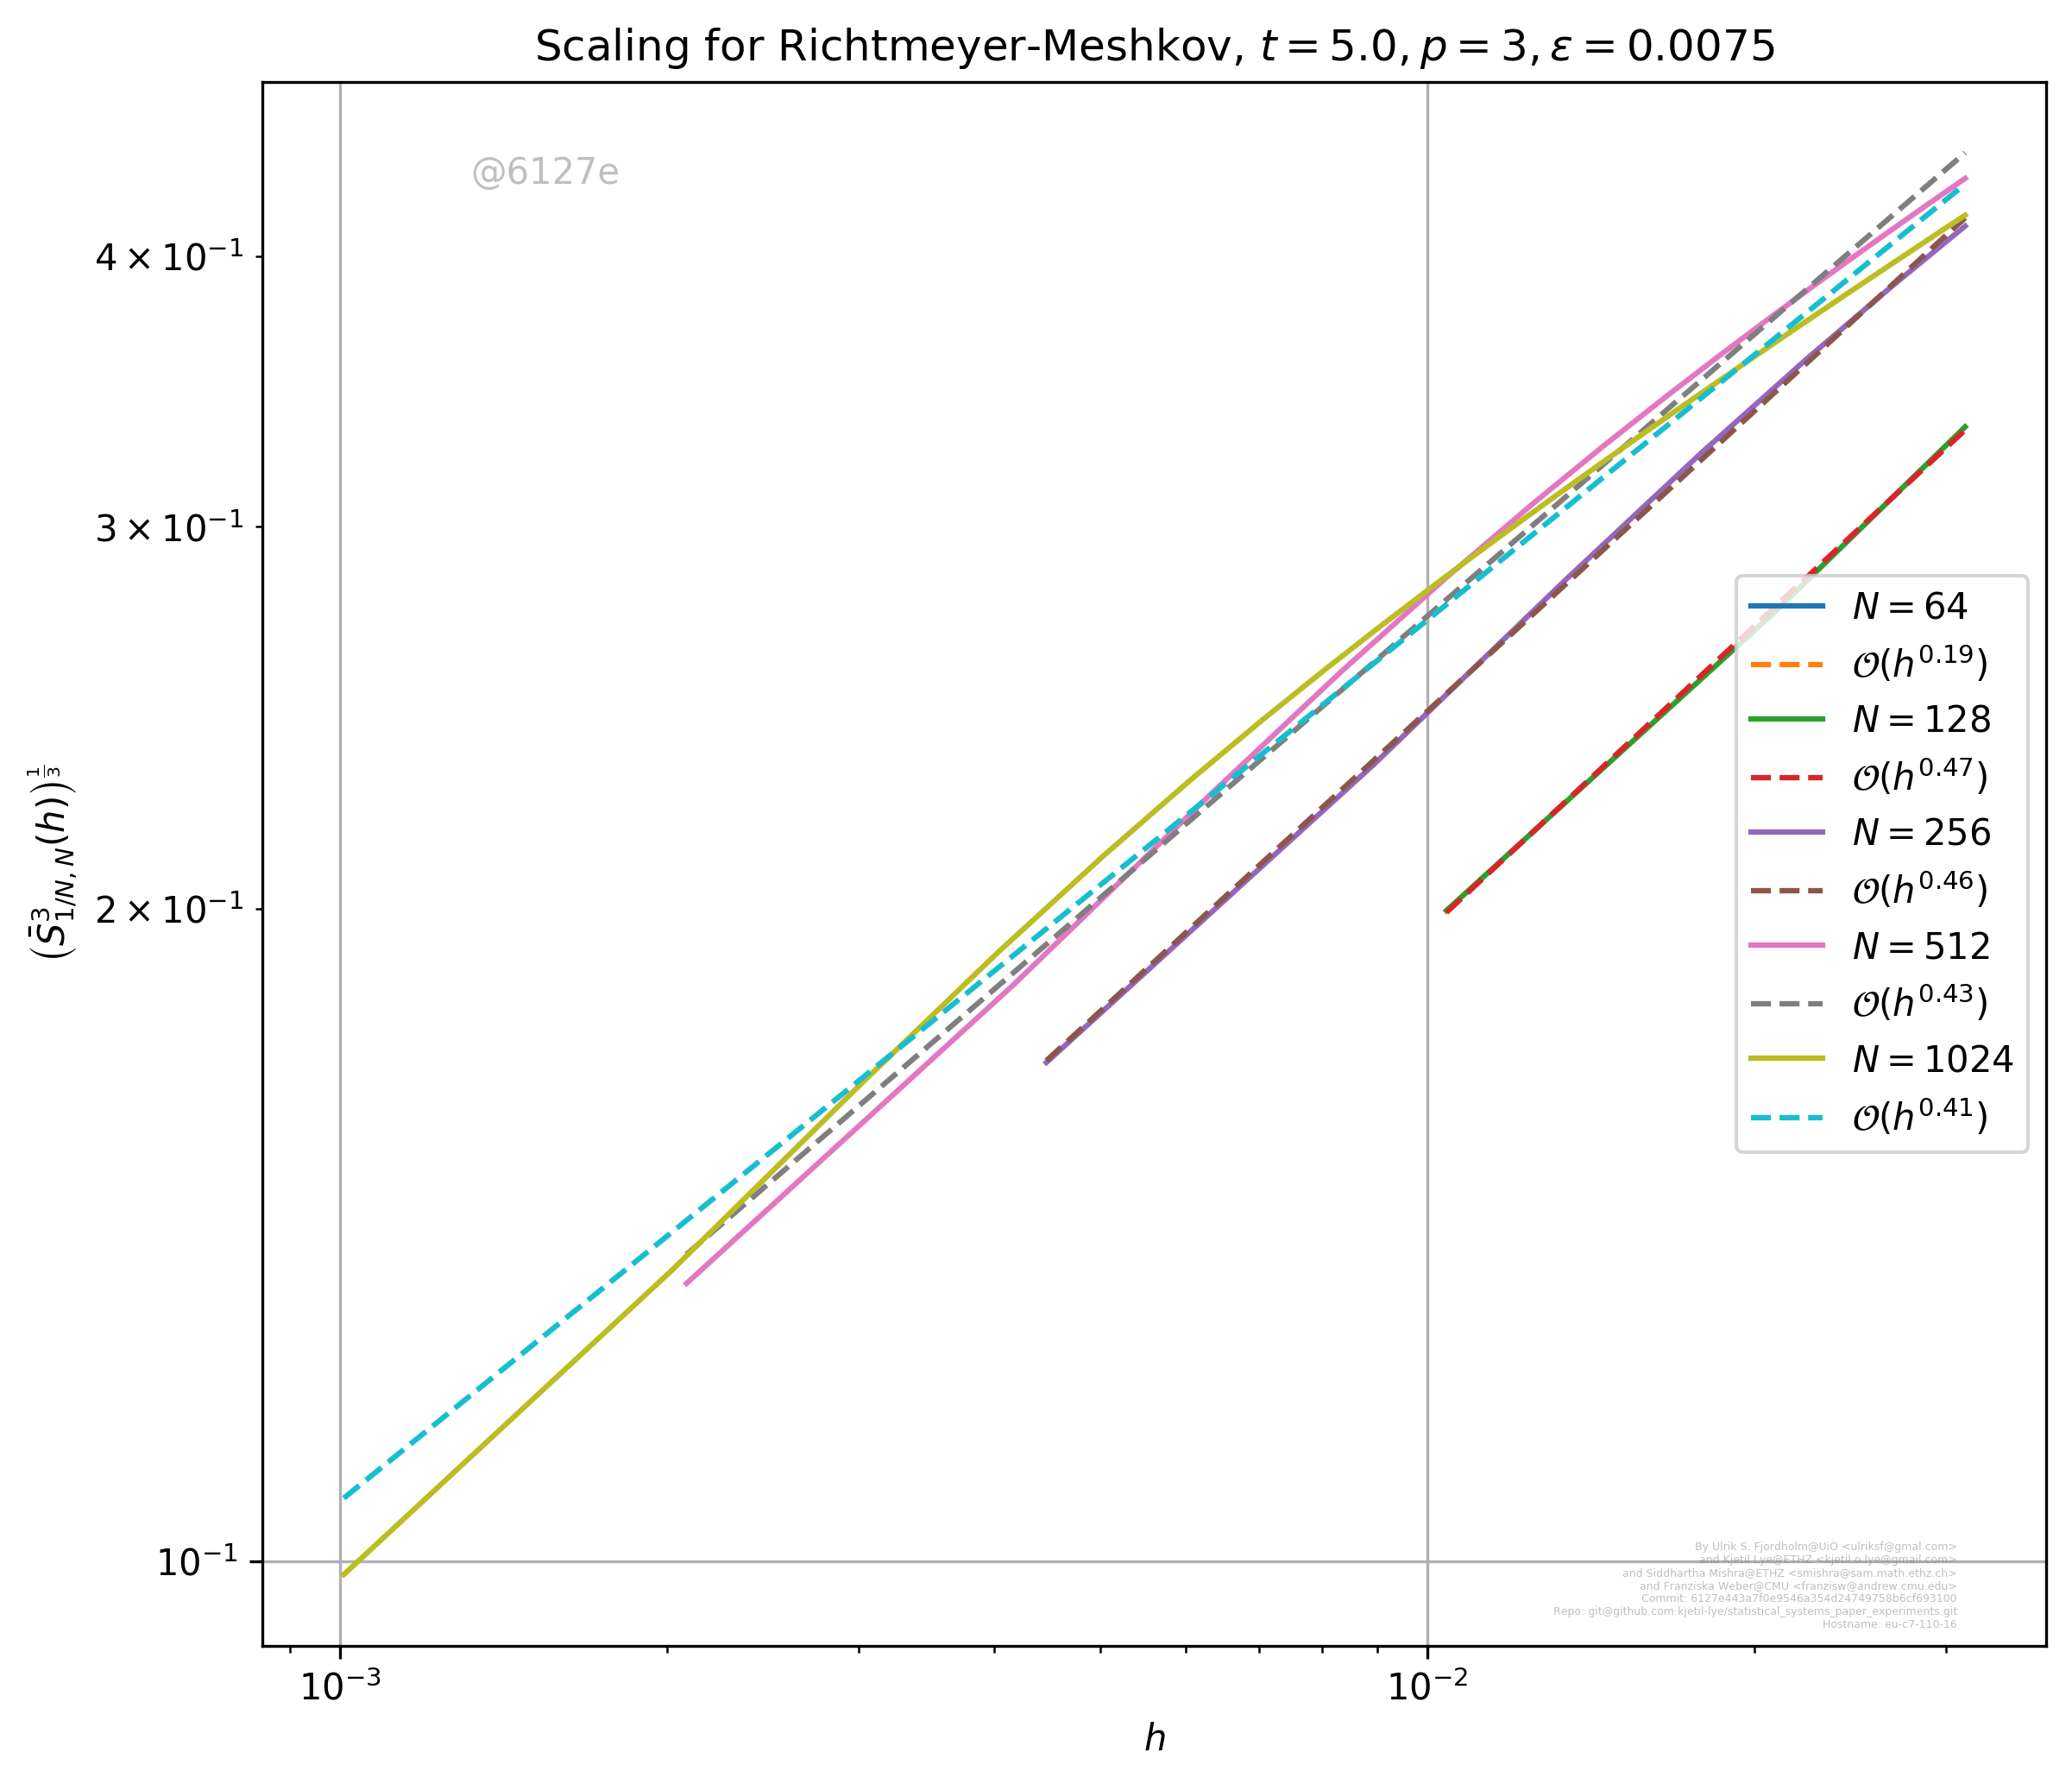 Scaling for Richtmeyer-Meshkov, t = 5.0, p = 3, ε = 0.0075
@6127e
4 × 10⁻¹
3 × 10⁻¹
2 × 10⁻¹
10⁻¹
(S̄³₁/N, N(h))^(1/3)
N = 64
𝒪(h^0.19)
N = 128
𝒪(h^0.47)
N = 256
𝒪(h^0.46)
N = 512
𝒪(h^0.43)
N = 1024
𝒪(h^0.41)
By Ulrik S. Fjordholm@UiO <ulriksf@gmal.com>
and Kjetil Lye@ETHZ <kjetil.o.lye@gmail.com>
and Siddhartha Mishra@ETHZ <smishra@sam.math.ethz.ch>
and Franziska Weber@CMU <franzisw@andrew.cmu.edu>
Commit: 6127e443a7f0e9546a354d24749758b6cf693100
Repo: git@github.com:kjetil-lye/statistical_systems_paper_experiments.git
Hostname: eu-c7-110-16
10⁻³
10⁻²
h